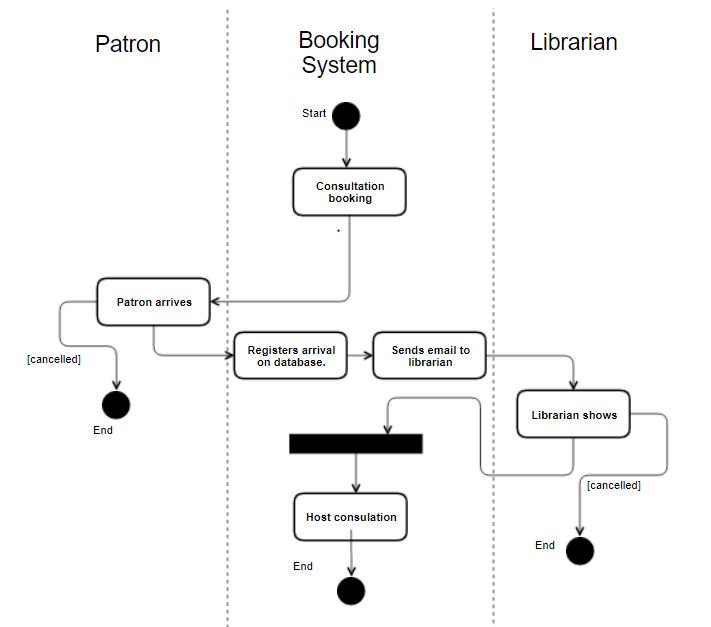 Patron
Booking
System
Librarian
Start
Consultation
booking
Patron arrives
Registers arrival
on database.
Sends email to
librarian
[cancelled]
Librarian shows
End
[cancelled]
Host consulation
End
End